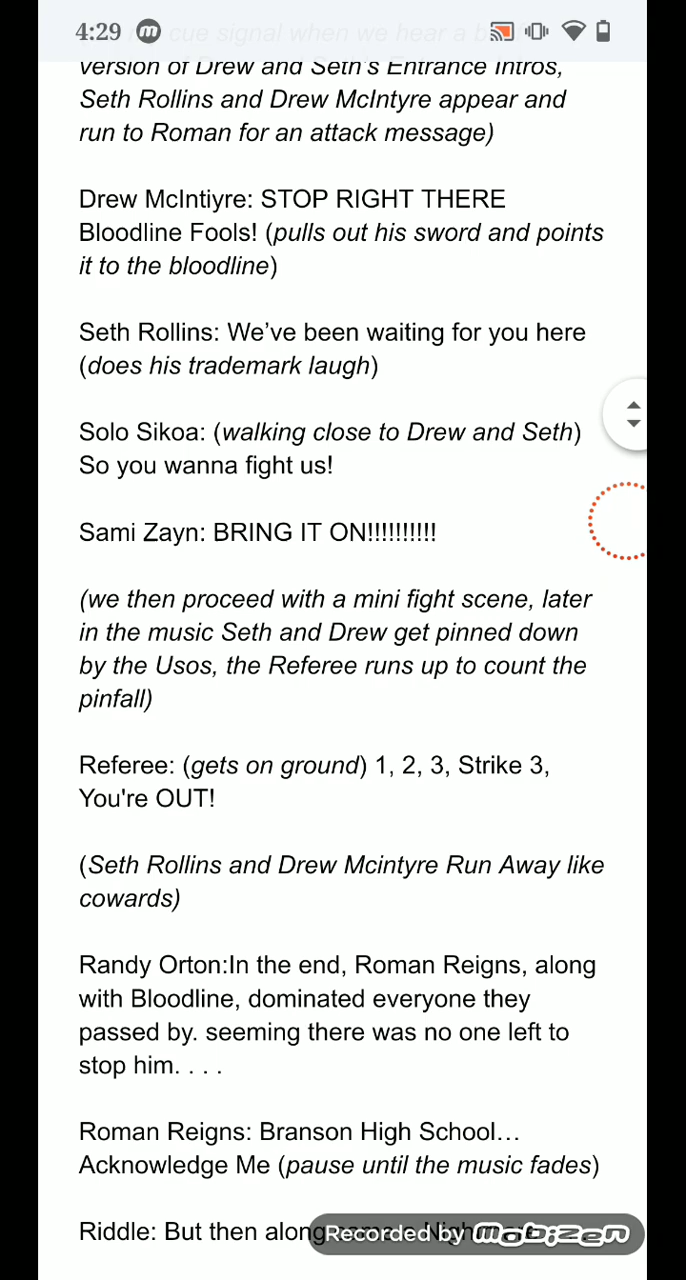 4:29 m cue signal when we hear a b
version of Drew and Seth's Entrance Intros,
Seth Rollins and Drew McIntyre appear and
run to Roman for an attack message)
Drew McIntiyre: STOP RIGHT THERE
Bloodline Fools! (pulls out his sword and points
it to the bloodline)
Seth Rollins: We've been waiting for you here
(does his trademark laugh)
Solo Sikoa: (walking close to Drew and Seth)
So you wanna fight us!
Sami Zayn: BRING IT ON!!!!!!!!!!
(we then proceed with a mini fight scene, later
in the music Seth and Drew get pinned down
by the Usos, the Referee runs up to count the
pinfall)
Referee: (gets on ground) 1, 2, 3, Strike 3,
You're OUT!
(Seth Rollins and Drew Mcintyre Run Away like
cowards)
Randy Orton:In the end, Roman Reigns, along
with Bloodline, dominated everyone they
passed by. seeming there was no one left to
stop him. . . .
Roman Reigns: Branson High School…
Acknowledge Me (pause until the music fades)
Riddle: But then along
Recorded by mobizen